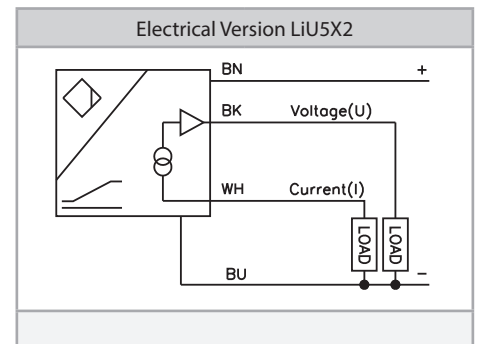 Electrical Version LiU5X2
BN +
BK Voltage(U)
WH Current(I)
LOAD LOAD
BU −